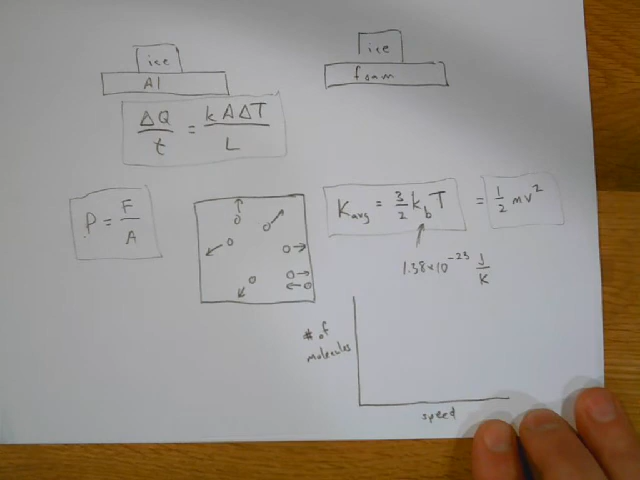 ice
Al
ice
foam
ΔQ/t = kAΔT/L
P = F/A
K avg = 3/2 k_b T = 1/2 mv²
1.38×10⁻²³ J/K
# of
molecules
speed